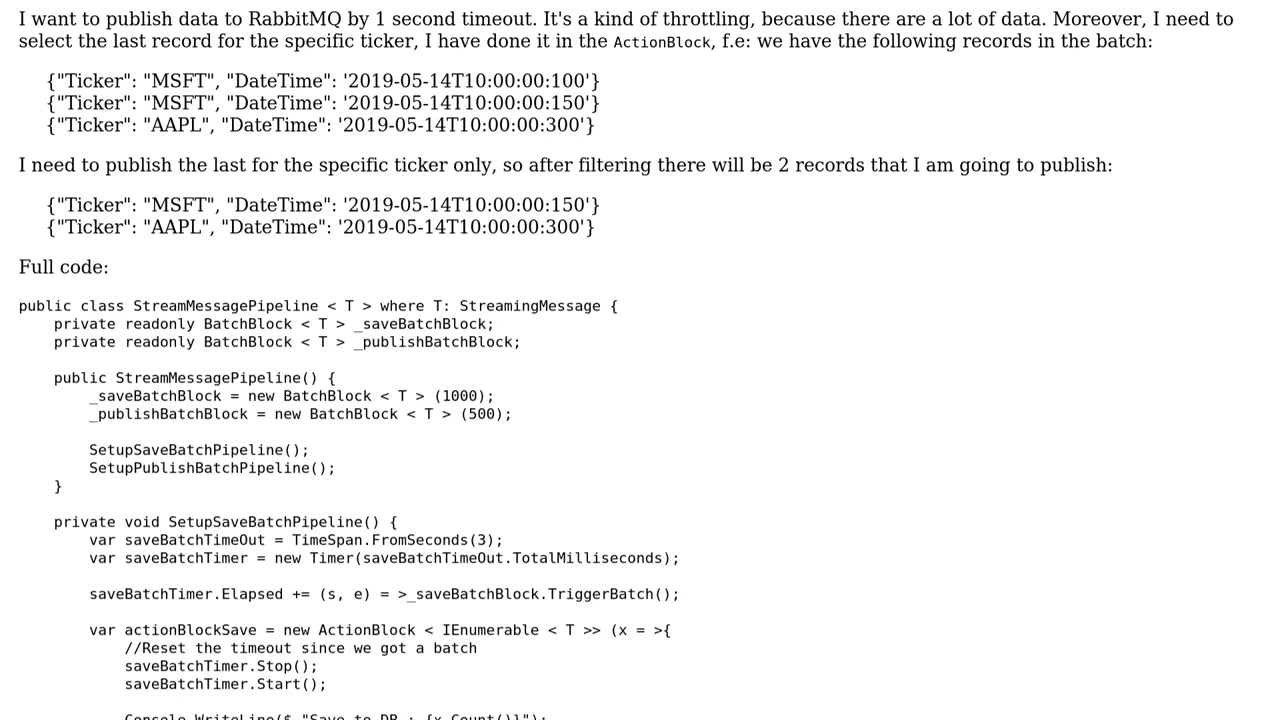 I want to publish data to RabbitMQ by 1 second timeout. It's a kind of throttling, because there are a lot of data. Moreover, I need to
select the last record for the specific ticker, I have done it in the ActionBlock, f.e: we have the following records in the batch:
{"Ticker": "MSFT", "DateTime": '2019-05-14T10:00:00:100'}
{"Ticker": "MSFT", "DateTime": '2019-05-14T10:00:00:150'}
{"Ticker": "AAPL", "DateTime": '2019-05-14T10:00:00:300'}
I need to publish the last for the specific ticker only, so after filtering there will be 2 records that I am going to publish:
{"Ticker": "MSFT", "DateTime": '2019-05-14T10:00:00:150'}
{"Ticker": "AAPL", "DateTime": '2019-05-14T10:00:00:300'}
Full code:
public class StreamMessagePipeline < T > where T: StreamingMessage {
    private readonly BatchBlock < T > _saveBatchBlock;
    private readonly BatchBlock < T > _publishBatchBlock;
    public StreamMessagePipeline() {
        _saveBatchBlock = new BatchBlock < T > (1000);
        _publishBatchBlock = new BatchBlock < T > (500);
        SetupSaveBatchPipeline();
        SetupPublishBatchPipeline();
    }
    private void SetupSaveBatchPipeline() {
        var saveBatchTimeOut = TimeSpan.FromSeconds(3);
        var saveBatchTimer = new Timer(saveBatchTimeOut.TotalMilliseconds);
        saveBatchTimer.Elapsed += (s, e) = >_saveBatchBlock.TriggerBatch();
        var actionBlockSave = new ActionBlock < IEnumerable < T >> (x = >{
            //Reset the timeout since we got a batch
            saveBatchTimer.Stop();
            saveBatchTimer.Start();
            Console.WriteLine($ "Save to DB : {x.Count()}");